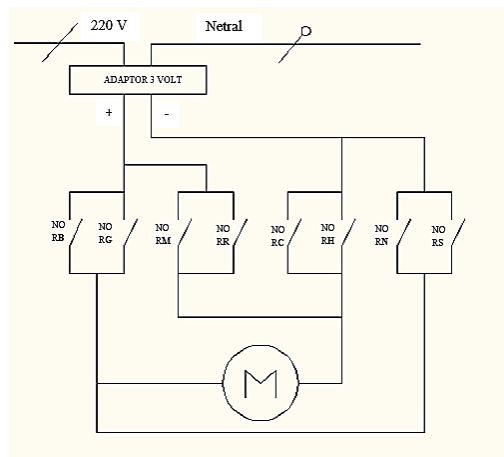 220 V Netral
ADAPTOR 3 VOLT
+ -
NO NO NO NO NO NO NO NO
RB RG RM RR RC RH RN RS
M